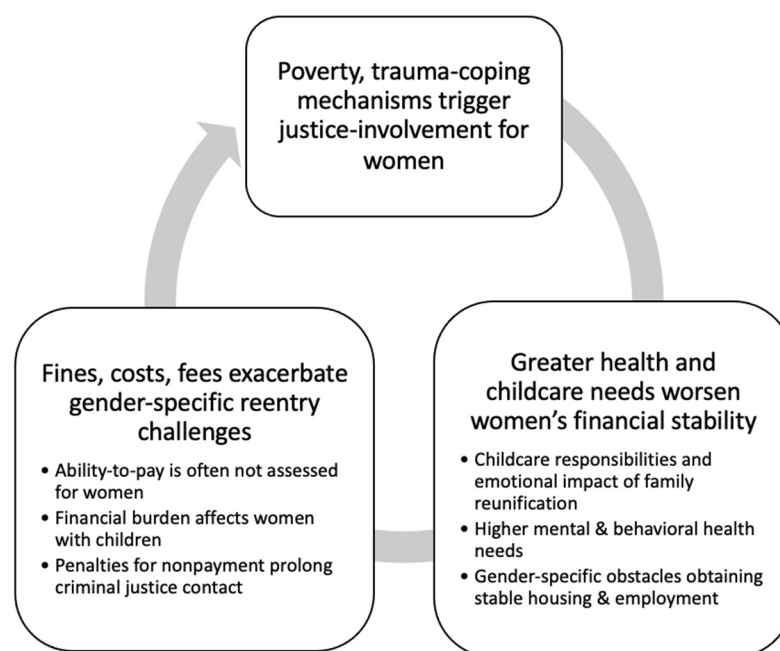 Poverty, trauma-coping
mechanisms trigger
justice-involvement for
women
Fines, costs, fees exacerbate
gender-specific reentry
challenges
• Ability-to-pay is often not assessed
for women
• Financial burden affects women
with children
• Penalties for nonpayment prolong
criminal justice contact
Greater health and
childcare needs worsen
women's financial stability
• Childcare responsibilities and
emotional impact of family
reunification
• Higher mental & behavioral health
needs
• Gender-specific obstacles obtaining
stable housing & employment